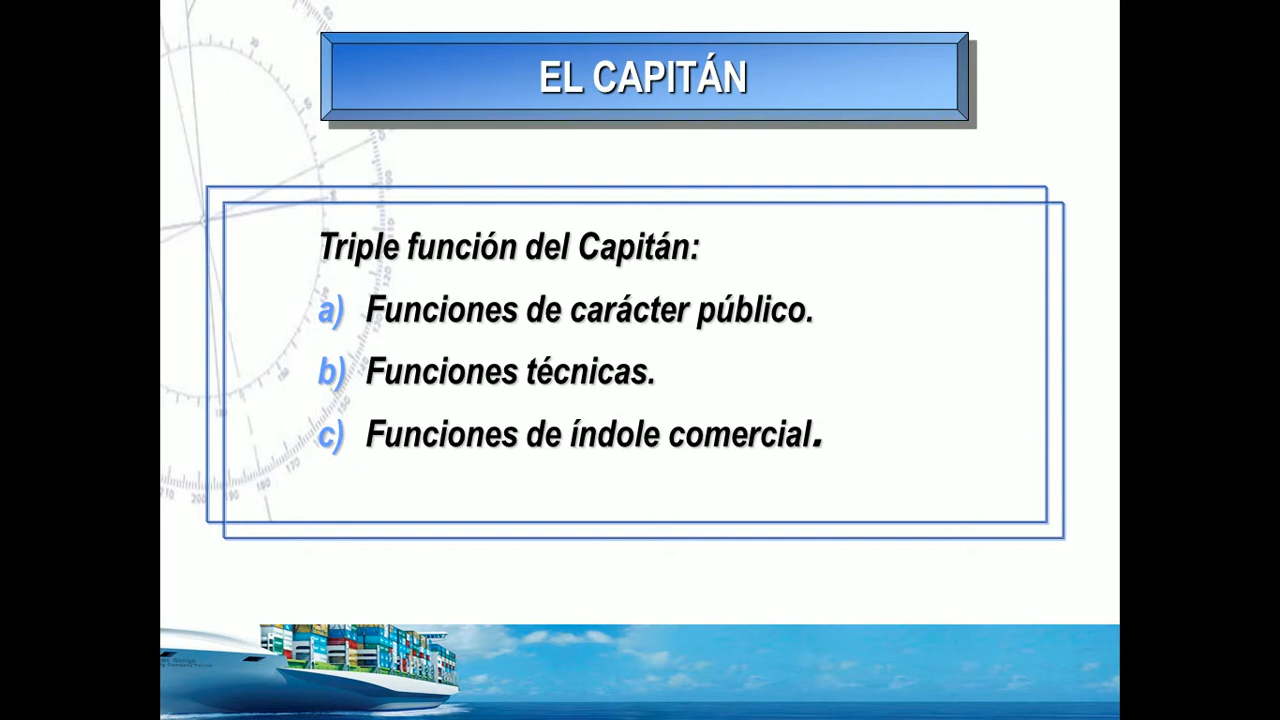 EL CAPITÁN
Triple función del Capitán:
a) Funciones de carácter público.
b) Funciones técnicas.
c) Funciones de índole comercial.